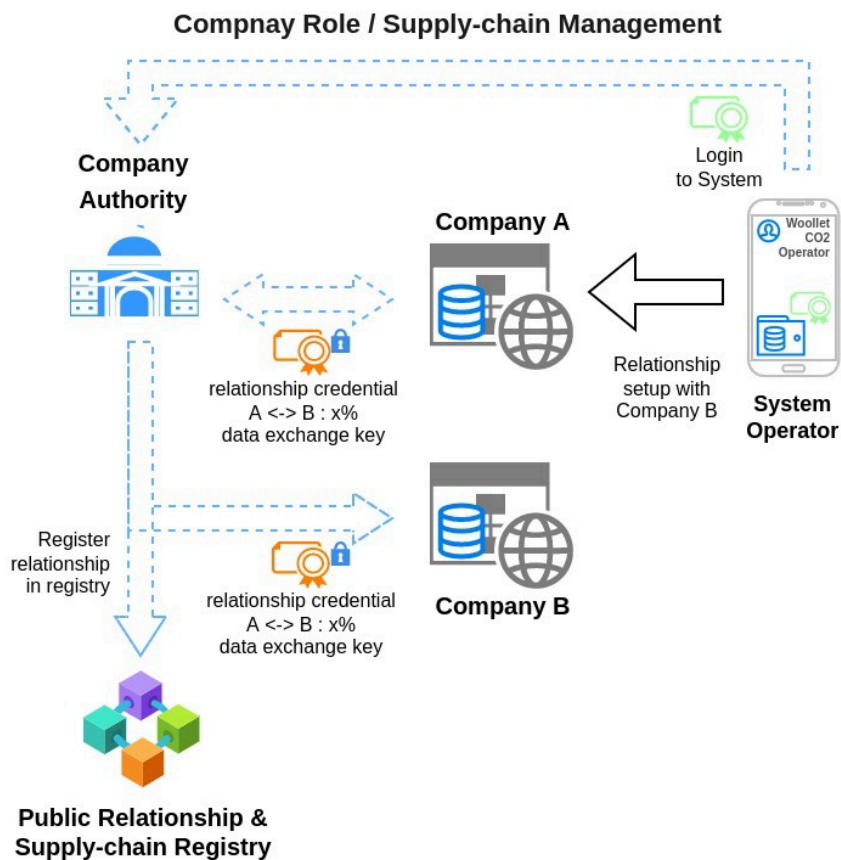 Compnay Role / Supply-chain Management
Company
Authority
Login
to System
Company A
Woollet
CO2
Operator
relationship credential
A <-> B : x%
data exchange key
Relationship
setup with
Company B
System
Operator
Register
relationship
in registry
relationship credential
A <-> B : x%
data exchange key
Company B
Public Relationship &
Supply-chain Registry